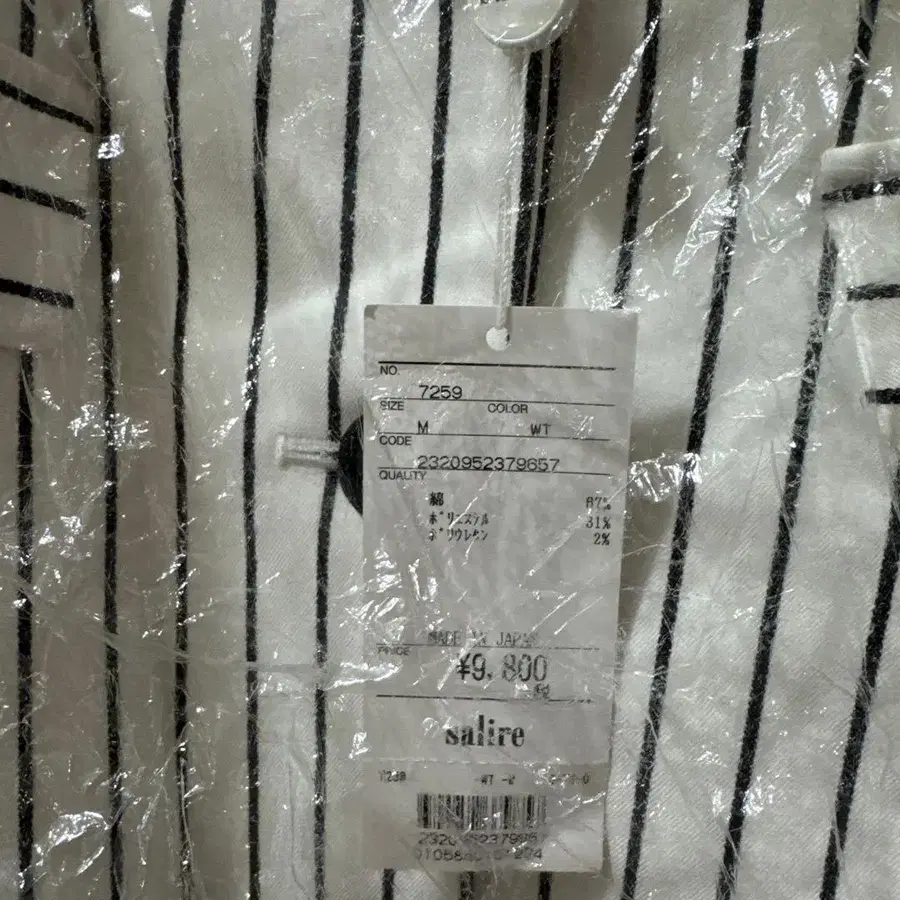 NO.
7259
SIZE COLOR
M WT
CODE
2320952379657
QUALITY
綿 67%
ポリエステル 31%
ポリウレタン 2%
MADE IN JAPAN
PRICE
¥9,800
salire